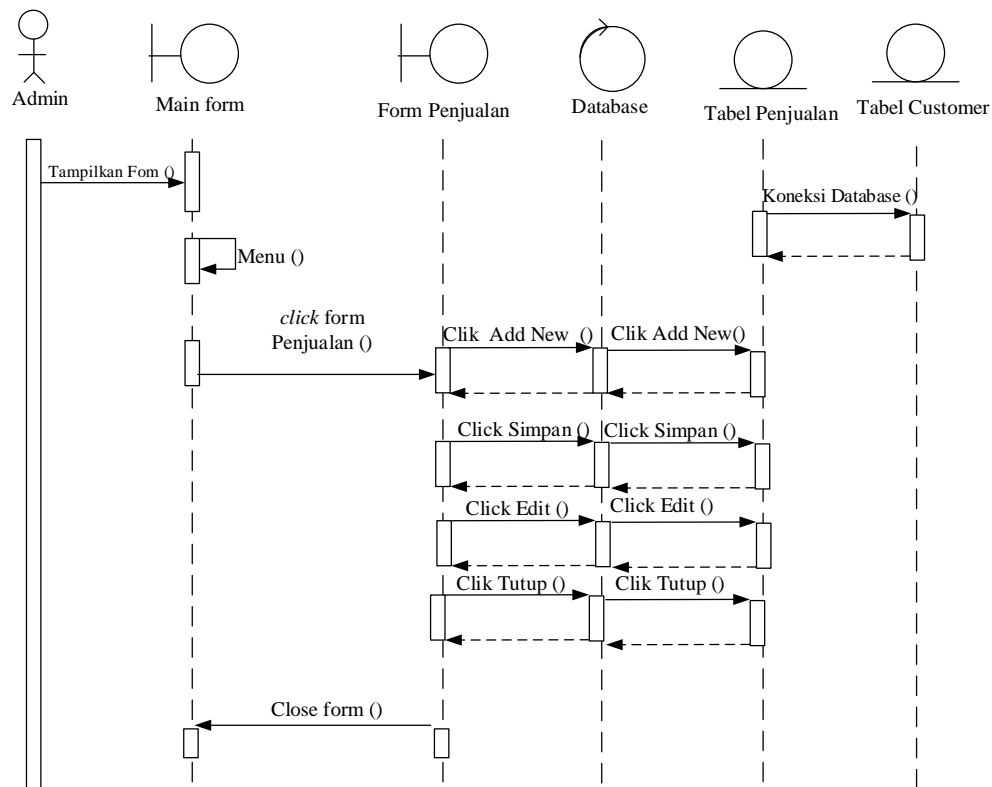 Admin
Main form
Form Penjualan
Database
Tabel Penjualan
Tabel Customer
Tampilkan Fom ()
Koneksi Database ()
Menu ()
click form
Penjualan ()
Clik Add New ()
Clik Add New()
Click Simpan ()
Click Simpan ()
Click Edit ()
Click Edit ()
Clik Tutup ()
Clik Tutup ()
Close form ()